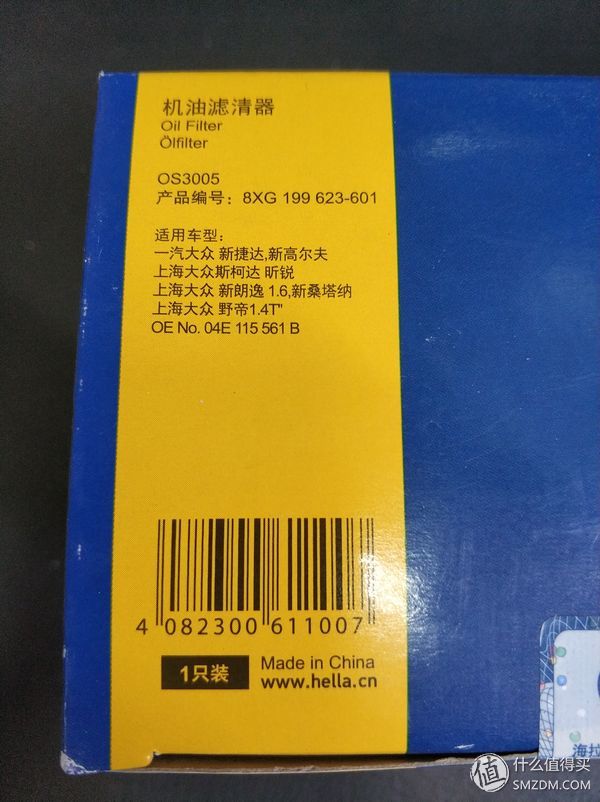 机油滤清器
Oil Filter
Ölfilter
OS3005
产品编号：8XG 199 623-601
适用车型：
一汽大众 新捷达,新高尔夫
上海大众斯柯达 昕锐
上海大众 新朗逸 1.6,新桑塔纳
上海大众 野帝1.4T"
OE No. 04E 115 561 B
4 082300 611007
1只装
Made in China
www.hella.cn
海拉
值 什么值得买
SMZDM.COM